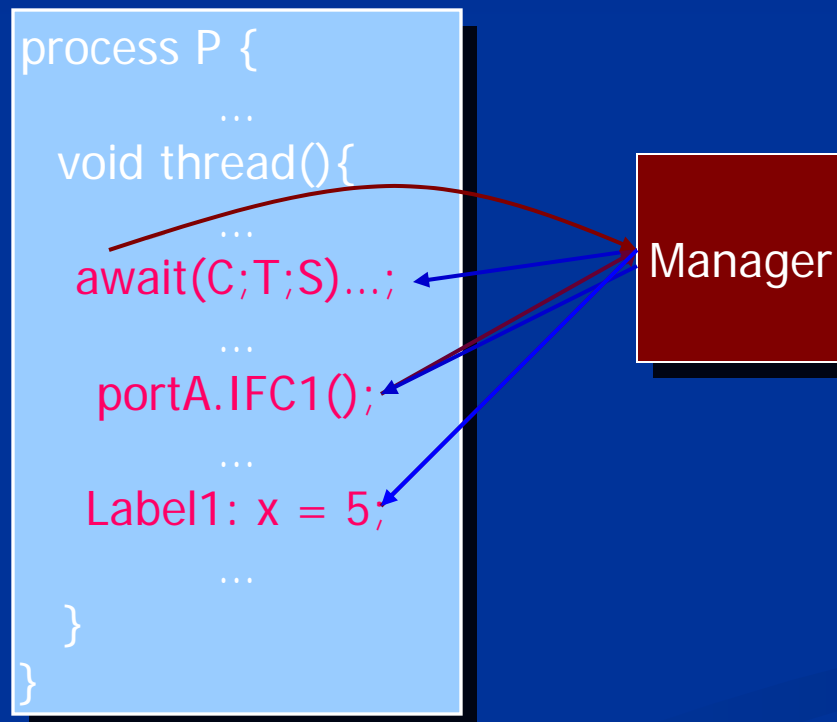 process P {
...
void thread(){
...
await(C;T;S)...;
...
portA.IFC1();
...
Label1: x = 5;
...
}
}
Manager